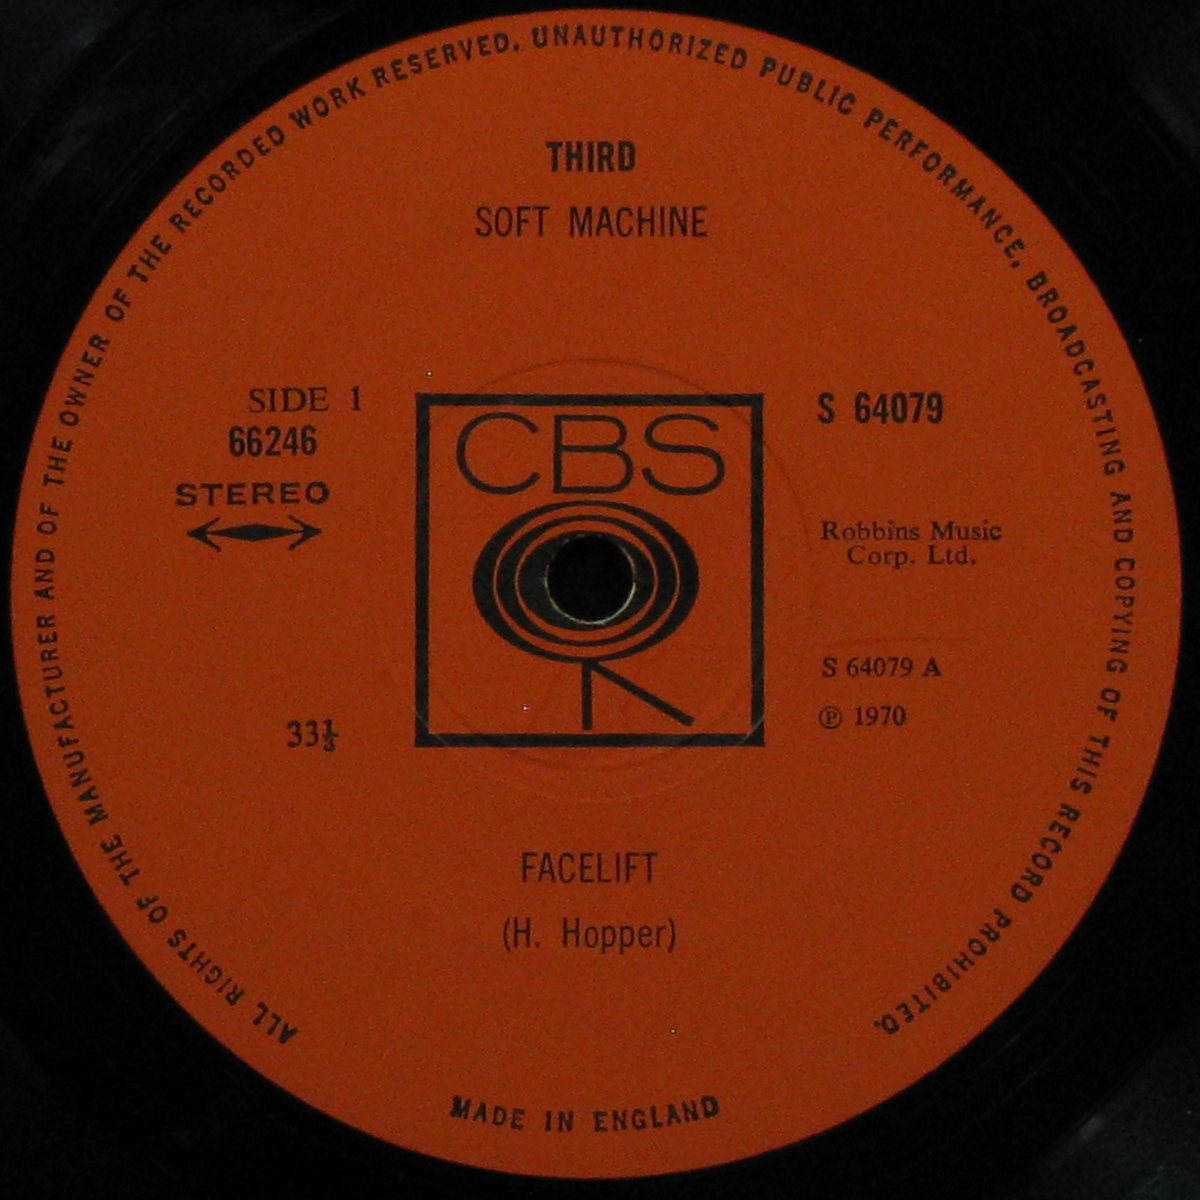 ALL RIGHTS OF THE MANUFACTURER AND OF THE OWNER OF THE RECORDED WORK RESERVED. UNAUTHORIZED PUBLIC PERFORMANCE, BROADCASTING AND COPYING OF THIS RECORD PROHIBITED.
THIRD
SOFT MACHINE
SIDE 1
66246
STEREO
33⅓
CBS
S 64079
Robbins Music
Corp. Ltd.
S 64079 A
℗ 1970
FACELIFT
(H. Hopper)
MADE IN ENGLAND